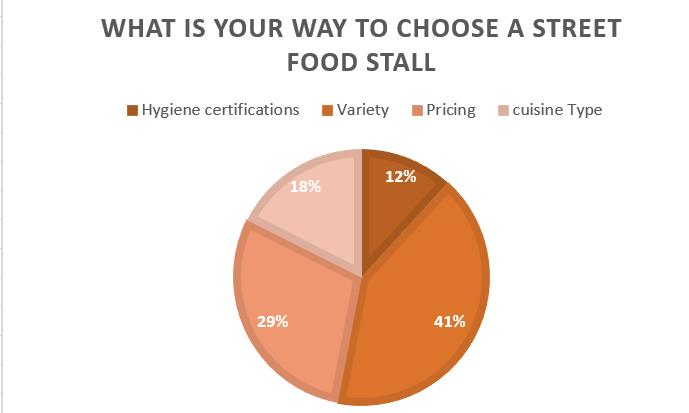 WHAT IS YOUR WAY TO CHOOSE A STREET
FOOD STALL
Hygiene certifications Variety Pricing cuisine Type
12%
18%
29%
41%